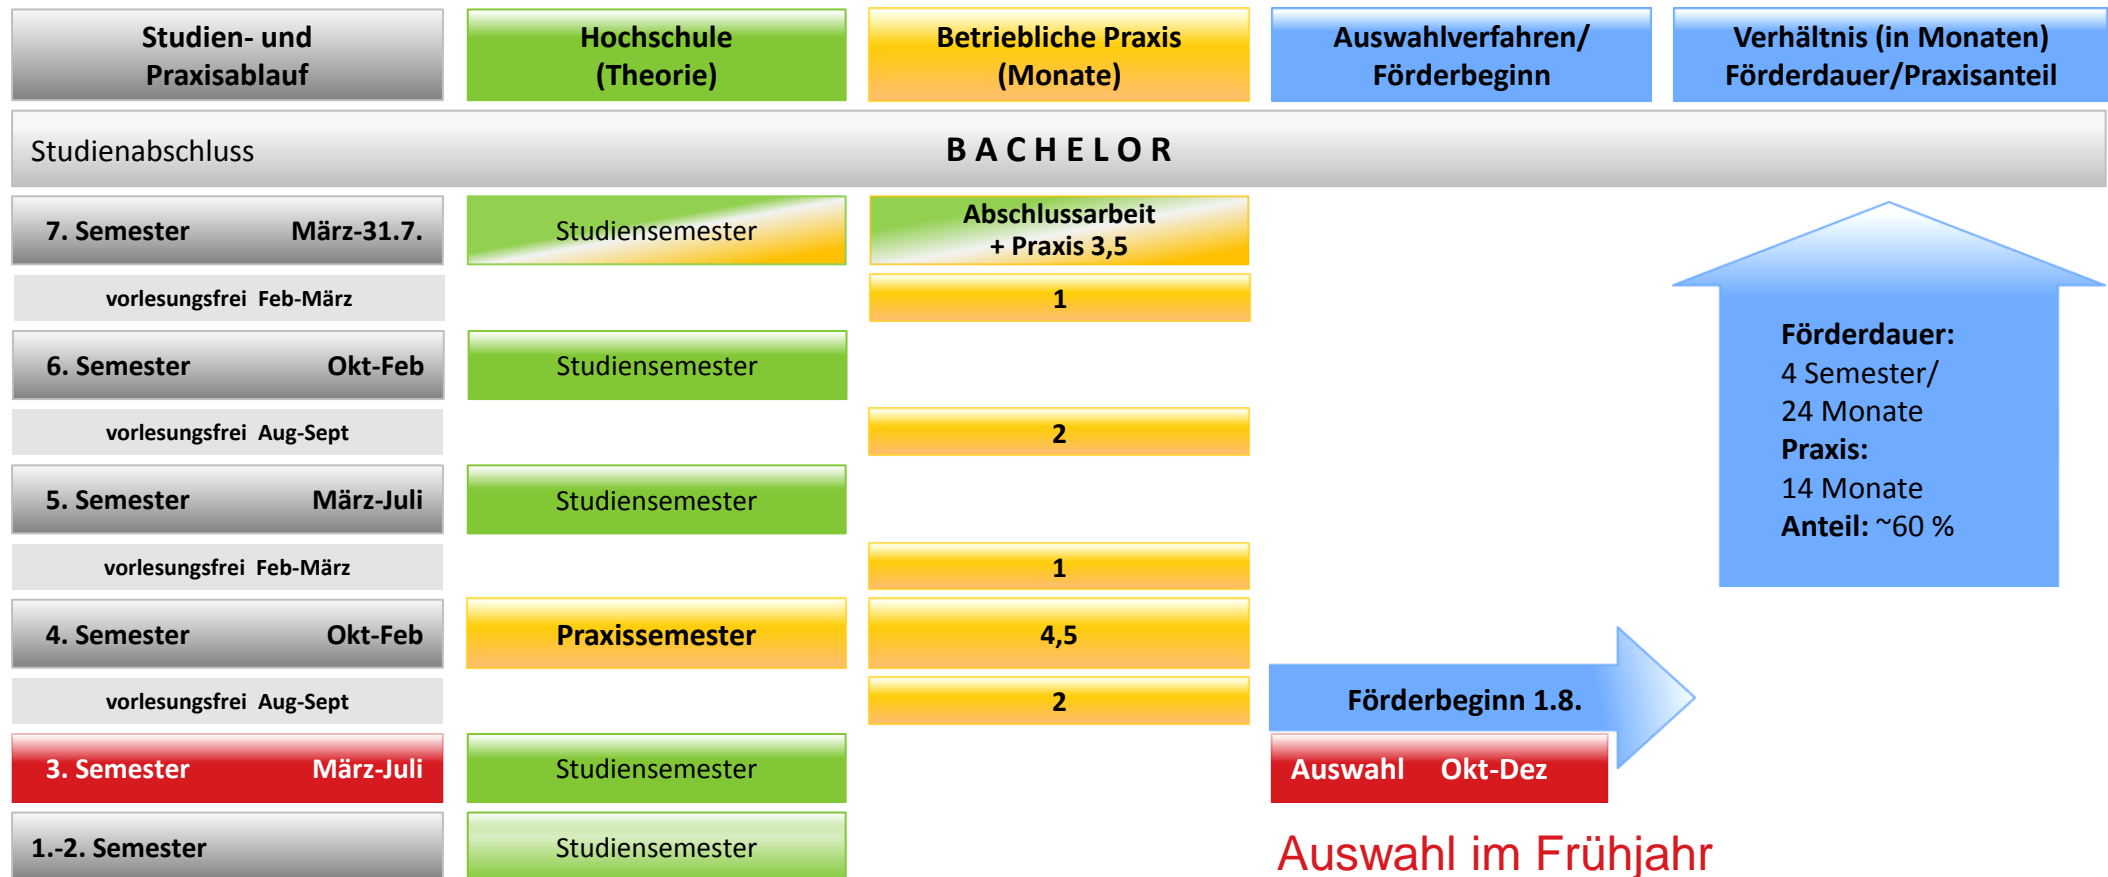 Studien- und
Praxisablauf
Hochschule
(Theorie)
Betriebliche Praxis
(Monate)
Auswahlverfahren/
Förderbeginn
Verhältnis (in Monaten)
Förderdauer/Praxisanteil
Studienabschluss B A C H E L O R
7. Semester März-31.7. Studiensemester
Abschlussarbeit
+ Praxis 3,5
vorlesungsfrei Feb-März 1
6. Semester Okt-Feb Studiensemester
vorlesungsfrei Aug-Sept 2
5. Semester März-Juli Studiensemester
vorlesungsfrei Feb-März 1
4. Semester Okt-Feb Praxissemester 4,5
vorlesungsfrei Aug-Sept 2 Förderbeginn 1.8.
3. Semester März-Juli Studiensemester Auswahl Okt-Dez
1.-2. Semester Studiensemester Auswahl im Frühjahr
Förderdauer:
4 Semester/
24 Monate
Praxis:
14 Monate
Anteil: ~60 %